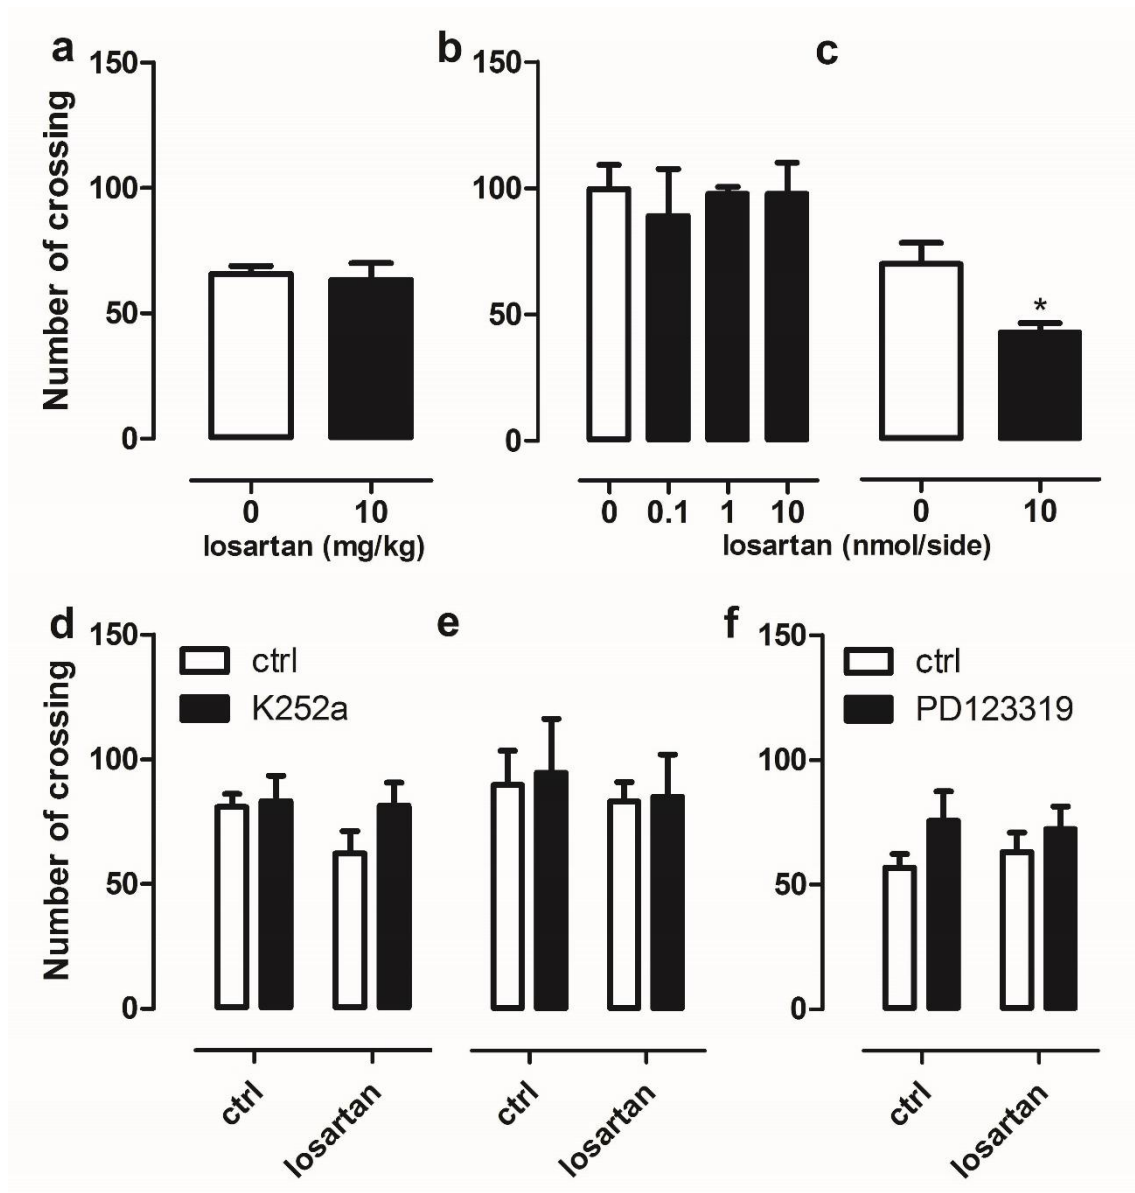 a
150
100
50
0
Number of crossing
0 10
losartan (mg/kg)
b
150
100
50
0
0 0.1 1 10
c
*
0 10
losartan (nmol/side)
d
150
100
50
0
Number of crossing
ctrl
K252a
ctrl
losartan
e
ctrl
losartan
f
150
100
50
0
ctrl
PD123319
ctrl
losartan